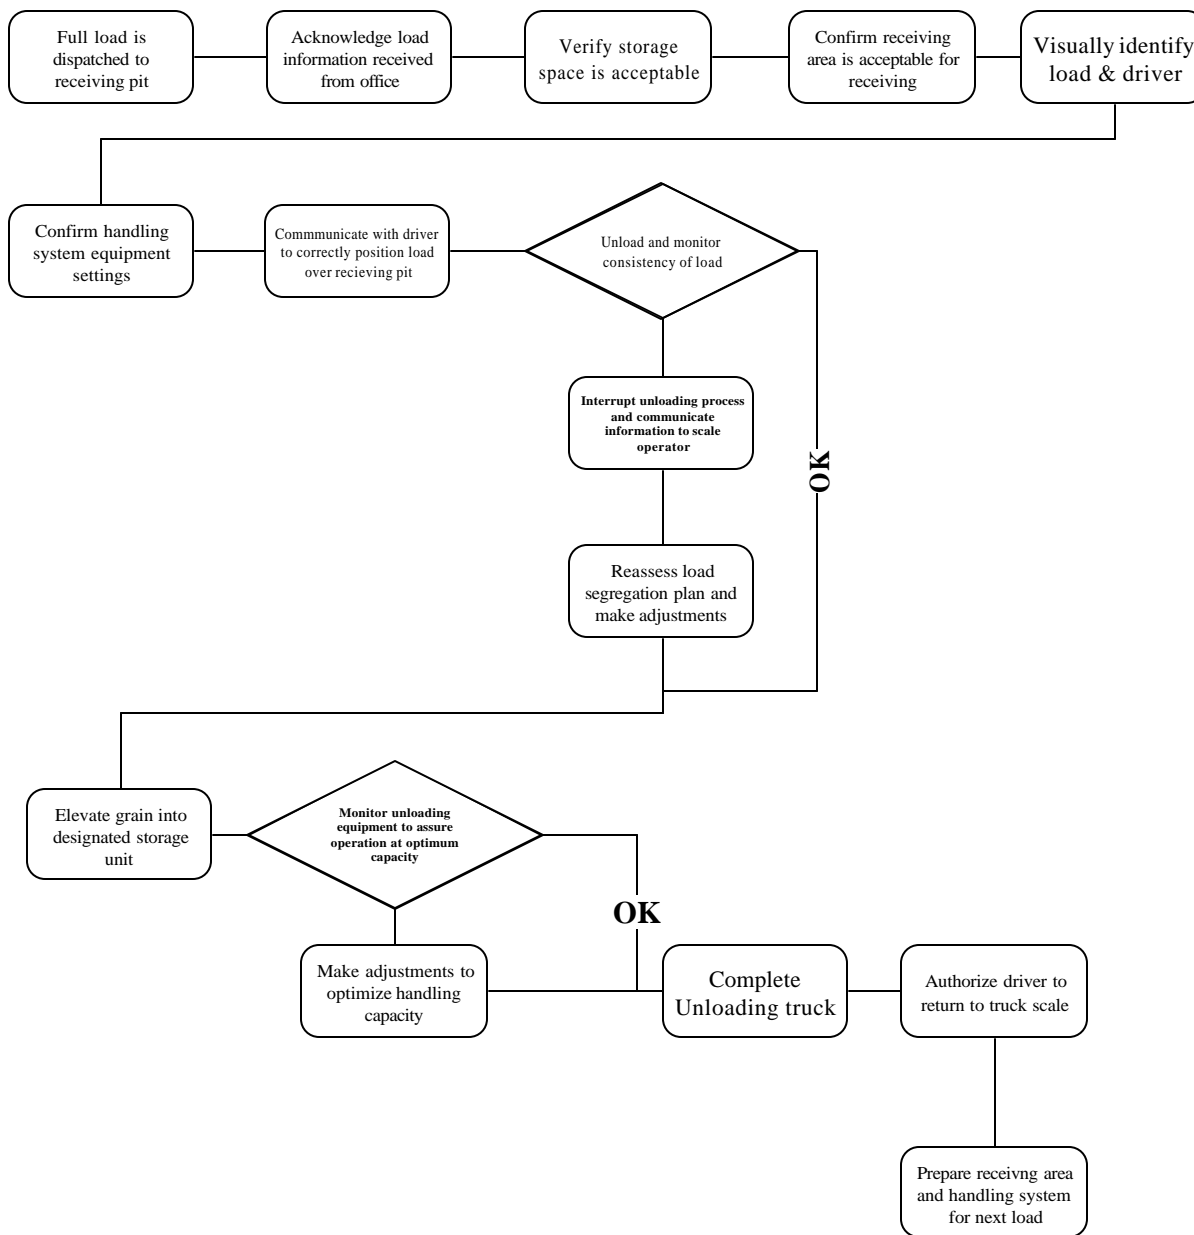 Full load is
dispatched to
receiving pit
Acknowledge load
information received
from office
Verify storage
space is acceptable
Confirm receiving
area is acceptable for
receiving
Visually identify
load & driver
Confirm handling
system equipment
settings
Commmunicate with driver
to correctly position load
over recieving pit
Unload and monitor
consistency of load
Interrupt unloading process
and communicate
information to scale
operator
OK
Reassess load
segregation plan and
make adjustments
Elevate grain into
designated storage
unit
Monitor unloading
equipment to assure
operation at optimum
capacity
OK
Make adjustments to
optimize handling
capacity
Complete
Unloading truck
Authorize driver to
return to truck scale
Prepare receivng area
and handling system
for next load